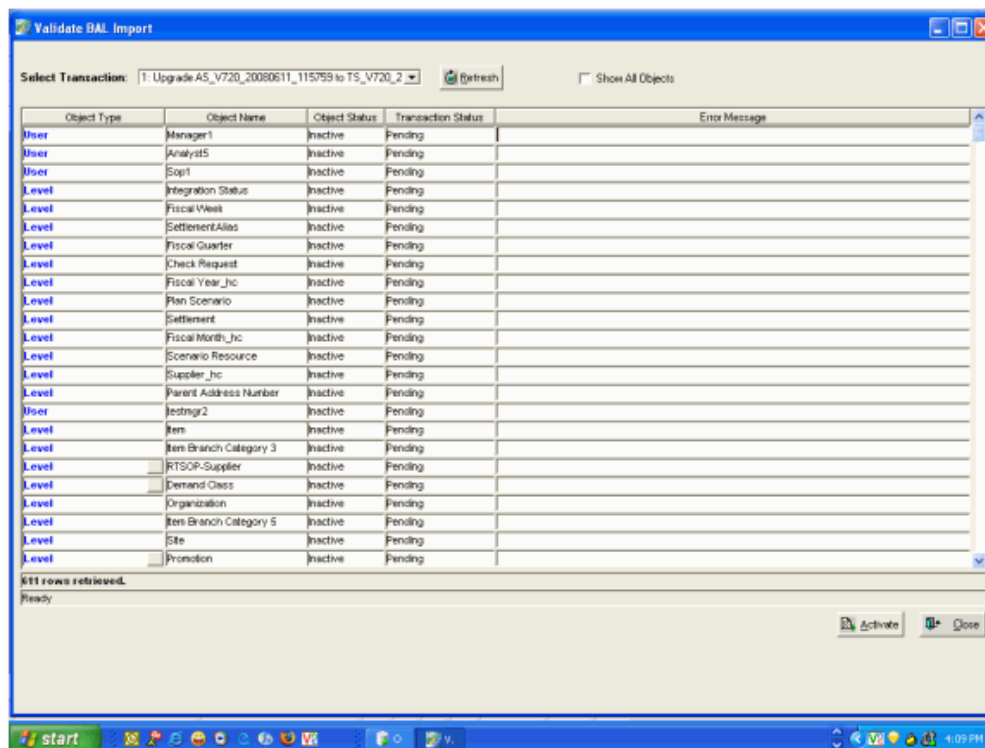 Validate BAL Import
Select Transaction: 1: Upgrade AS_V720_20080611_115759 to TS_V720_2 Refresh Show All Objects
Object Type Object Name Object Status Transaction Status Error Message
User Manager1 Inactive Pending
User Analyst5 Inactive Pending
User Sop1 Inactive Pending
Level Integration Status Inactive Pending
Level Fiscal Week Inactive Pending
Level SettlementAlias Inactive Pending
Level Fiscal Quarter Inactive Pending
Level Check Request Inactive Pending
Level Fiscal Year_hc Inactive Pending
Level Plan Scenario Inactive Pending
Level Settlement Inactive Pending
Level Fiscal Month_hc Inactive Pending
Level Scenario Resource Inactive Pending
Level Supplier_hc Inactive Pending
Level Parent Address Number Inactive Pending
User testmgr2 Inactive Pending
Level Item Inactive Pending
Level Item Branch Category 3 Inactive Pending
Level RTSOP-Supplier Inactive Pending
Level Demand Class Inactive Pending
Level Organization Inactive Pending
Level Item Branch Category 5 Inactive Pending
Level Site Inactive Pending
Level Promotion Inactive Pending
611 rows retrieved.
Ready
Activate Close
start O V. 4:09 PM